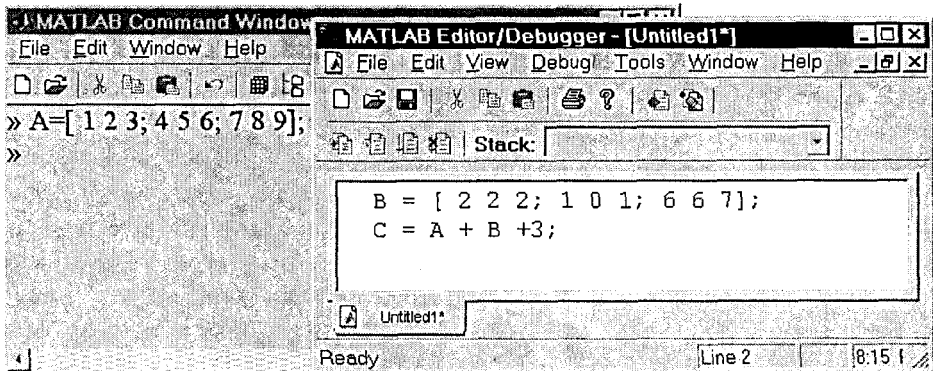 MATLAB Command Window
File Edit Window Help
» A=[ 1 2 3; 4 5 6; 7 8 9];
»
MATLAB Editor/Debugger - [Untitled1*]
File Edit View Debug Tools Window Help
Stack:
B = [ 2 2 2; 1 0 1; 6 6 7];
C = A + B +3;
Untitled1*
Ready
Line 2
8:15